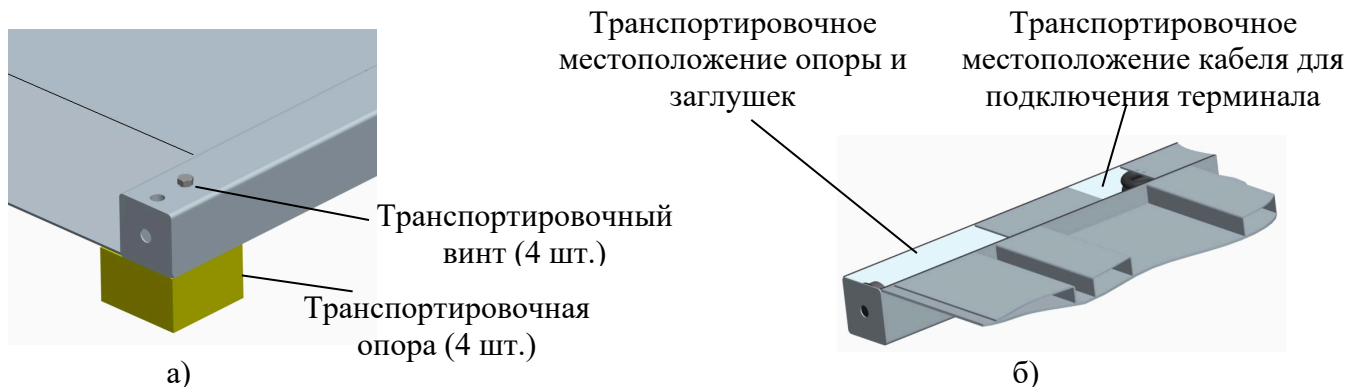 Транспортировочное
местоположение опоры и
заглушек
Транспортировочное
местоположение кабеля для
подключения терминала
Транспортировочный
винт (4 шт.)
Транспортировочная
опора (4 шт.)
а)
б)